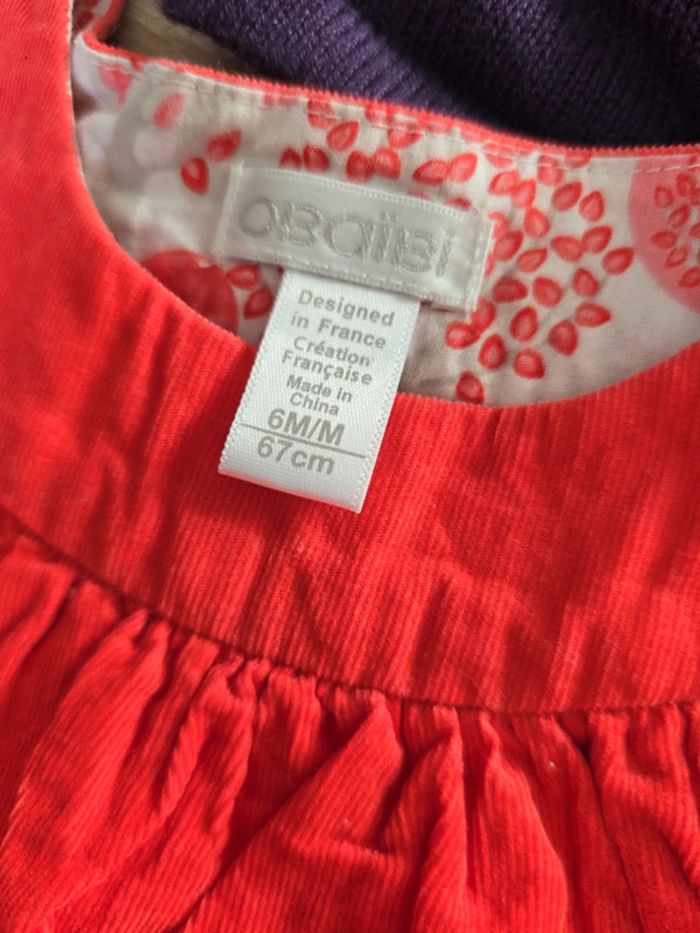 OBaïBi
Designed
in France
Création
Française
Made in
China
6M/M
67cm